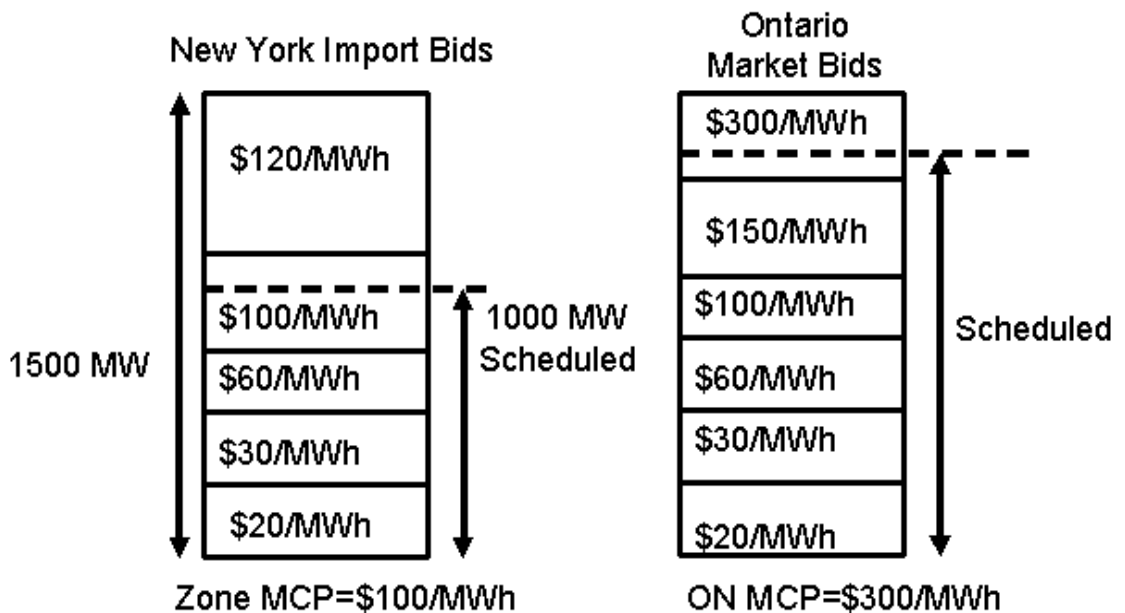 New York Import Bids
$120/MWh
$100/MWh
$60/MWh
$30/MWh
$20/MWh
1500 MW
1000 MW
Scheduled
Zone MCP=$100/MWh
Ontario
Market Bids
$300/MWh
$150/MWh
$100/MWh
$60/MWh
$30/MWh
$20/MWh
Scheduled
ON MCP=$300/MWh